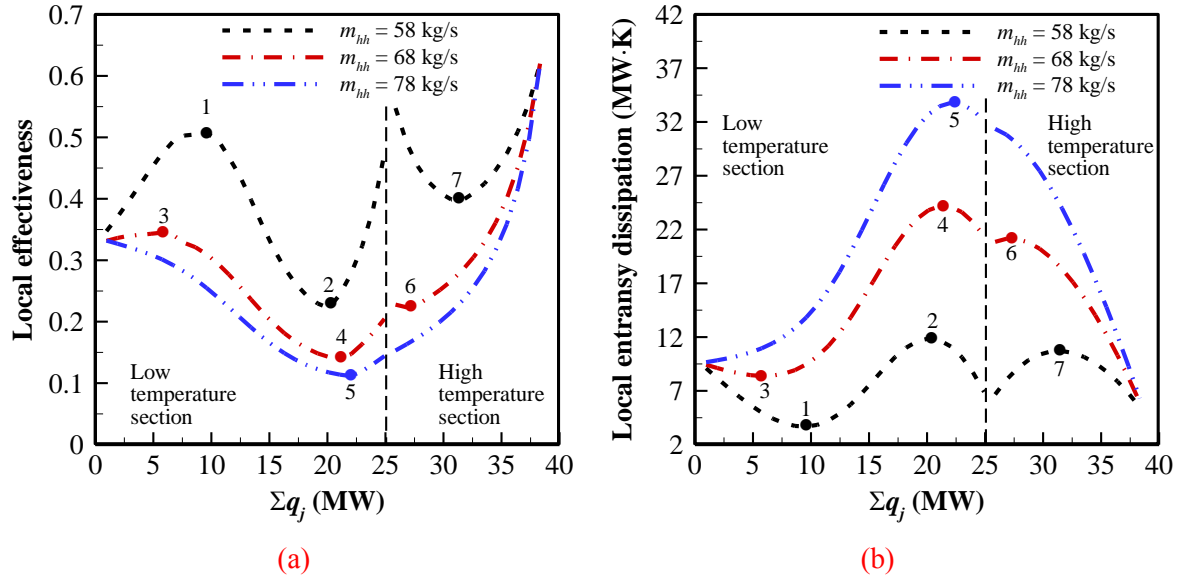 0.7
0.6
0.5
0.4
0.3
0.2
0.1
0
Local effectiveness
m_hh = 58 kg/s
m_hh = 68 kg/s
m_hh = 78 kg/s
1
2
3
4
5
6
7
Low
temperature
section
High
temperature
section
0 5 10 15 20 25 30 35 40
Σq_j (MW)
(a)
42
37
32
27
22
17
12
7
2
Local entransy dissipation (MW·K)
m_hh = 58 kg/s
m_hh = 68 kg/s
m_hh = 78 kg/s
Low
temperature
section
High
temperature
section
5
4
6
2
7
3
1
0 5 10 15 20 25 30 35 40
Σq_j (MW)
(b)